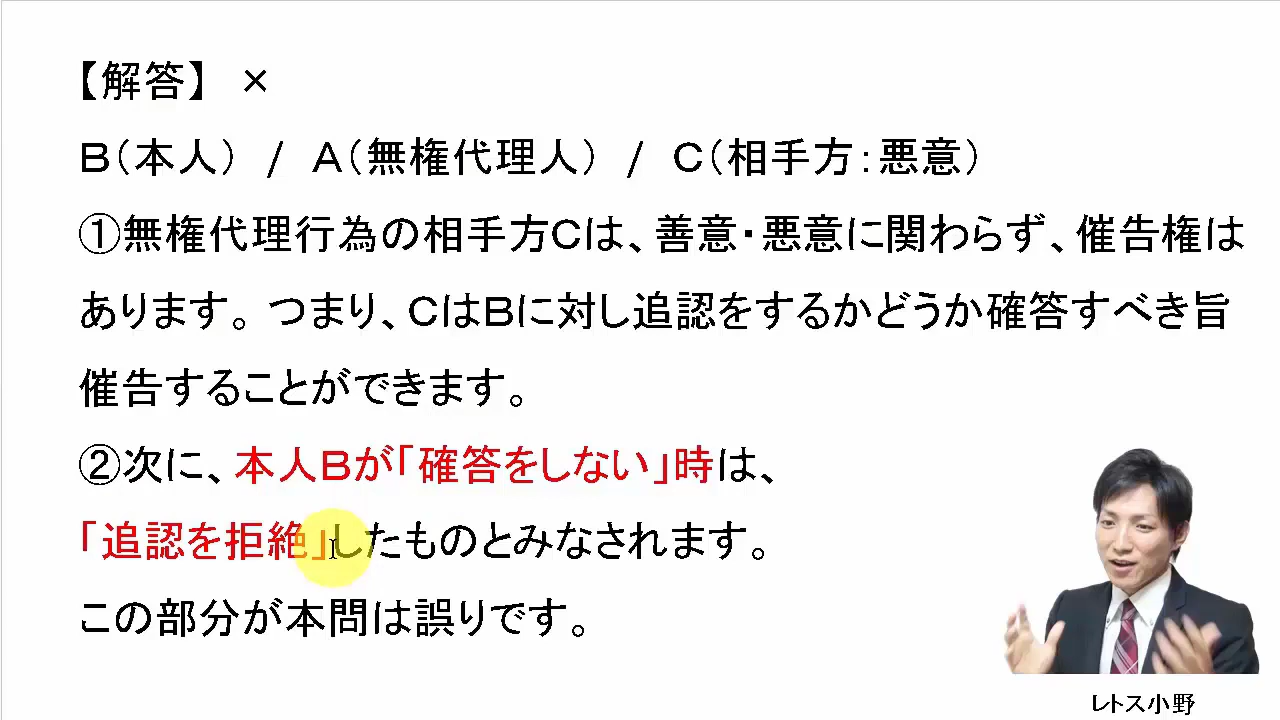 【解答】 ×
B(本人) / A(無権代理人) / C(相手方:悪意)
①無権代理行為の相手方Cは、善意・悪意に関わらず、催告権は
あります。つまり、CはBに対し追認をするかどうか確答すべき旨
催告することができます。
②次に、本人Bが「確答をしない」時は、
「追認を拒絶」したものとみなされます。
この部分が本問は誤りです。
レトス小野